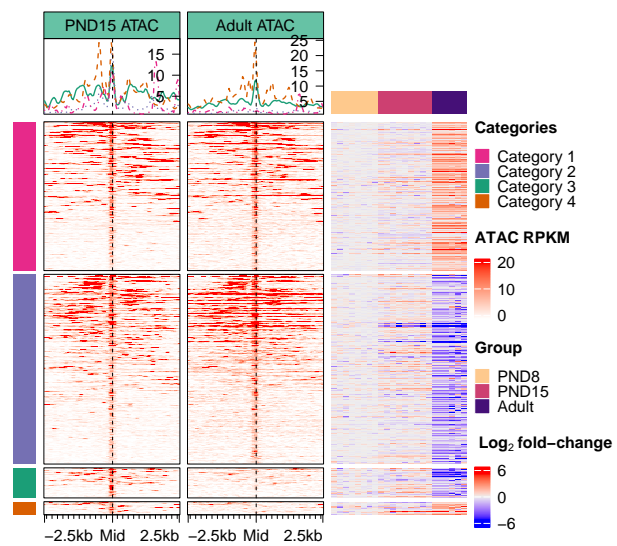 PND15 ATAC
Adult ATAC
15
10
5
25
20
15
10
5
Categories
Category 1
Category 2
Category 3
Category 4
ATAC RPKM
20
10
0
Group
PND8
PND15
Adult
Log₂ fold−change
6
3
0
−6
−2.5kb Mid 2.5kb
−2.5kb Mid 2.5kb